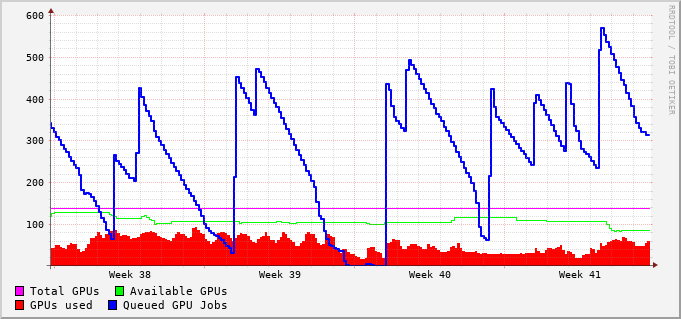 600
500
400
300
200
100
Week 38 Week 39 Week 40 Week 41
Total GPUs Available GPUs
GPUs used Queued GPU Jobs
RRDTOOL / TOBI OETIKER